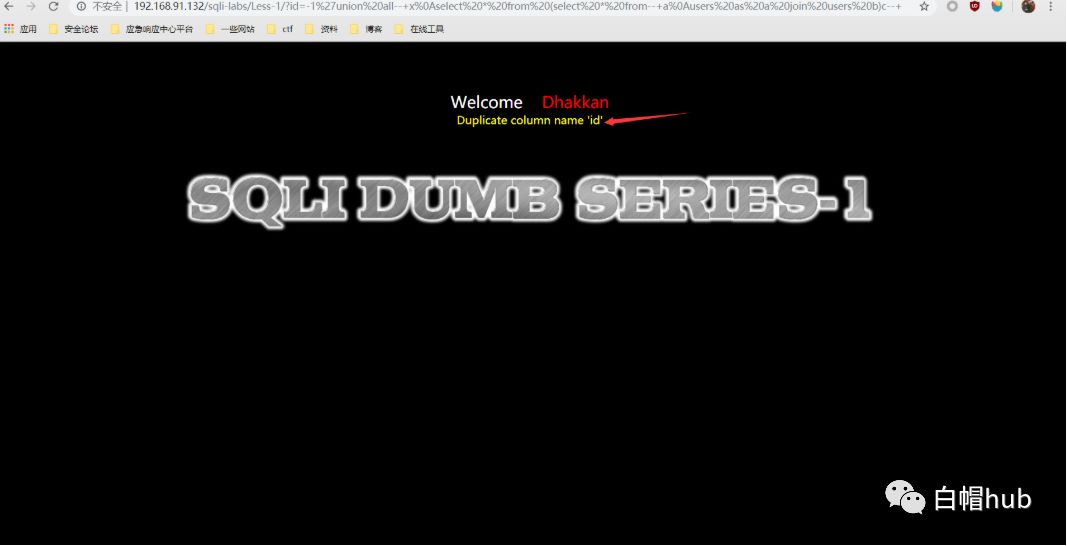 不安全 | 192.168.91.132/sqli-labs/Less-1/?id=-1%27union%20all--+x%0Aselect%20*%20from%20(select%20*%20from--+a%0Ausers%20as%20a%20join%20users%20b)c--+
应用 安全论坛 应急响应中心平台 一些网站 ctf 资料 博客 在线工具
Welcome Dhakkan
Duplicate column name 'id'
SQLI DUMB SERIES-1
白帽hub